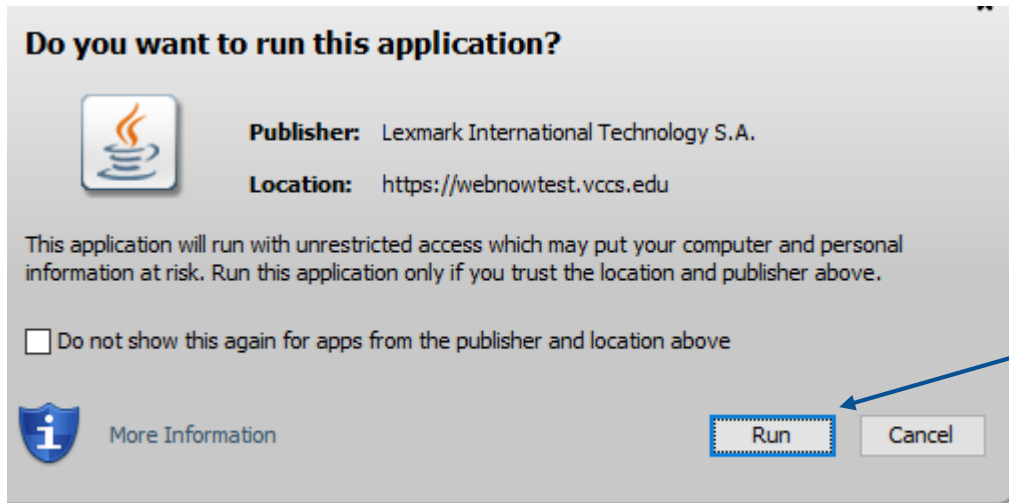 Do you want to run this application?
Publisher: Lexmark International Technology S.A.
Location: https://webnowtest.vccs.edu
This application will run with unrestricted access which may put your computer and personal
information at risk. Run this application only if you trust the location and publisher above.
Do not show this again for apps from the publisher and location above
More Information
Run
Cancel